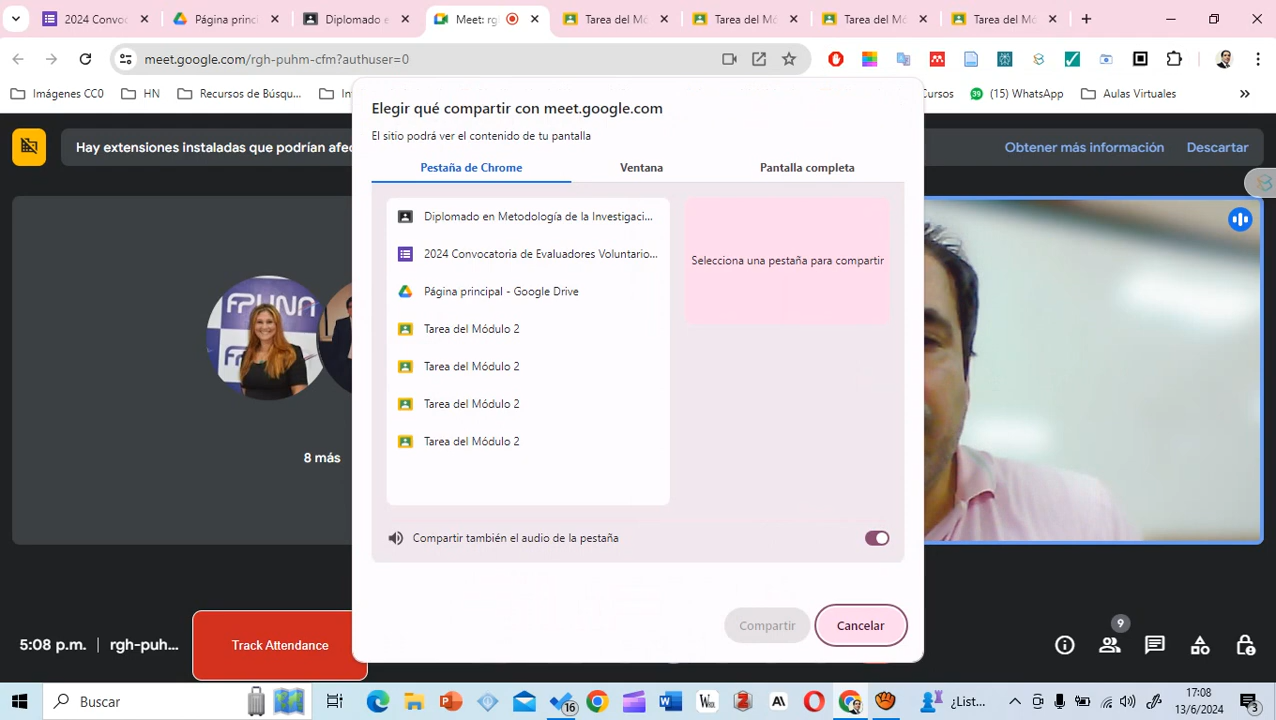 2024 Convoc
Página princi
Diplomado e
Meet: rgh
Tarea del Mó
Tarea del Mó
Tarea del Mó
Tarea del Mó
meet.google.com/rgh-puhn-cfm?authuser=0
Imágenes CC0
HN
Recursos de Búsqu...
Cursos
(15) WhatsApp
Aulas Virtuales
Hay extensiones instaladas que podrían afec
Obtener más información
Descartar
Elegir qué compartir con meet.google.com
El sitio podrá ver el contenido de tu pantalla
Pestaña de Chrome
Ventana
Pantalla completa
Diplomado en Metodología de la Investigaci...
2024 Convocatoria de Evaluadores Voluntario...
Página principal - Google Drive
Tarea del Módulo 2
Tarea del Módulo 2
Tarea del Módulo 2
Tarea del Módulo 2
Selecciona una pestaña para compartir
FPUNA
8 más
Compartir también el audio de la pestaña
Compartir
Cancelar
5:08 p.m.
rgh-puh...
Track Attendance
9
Buscar
16
¿List...
17:08
13/6/2024
3